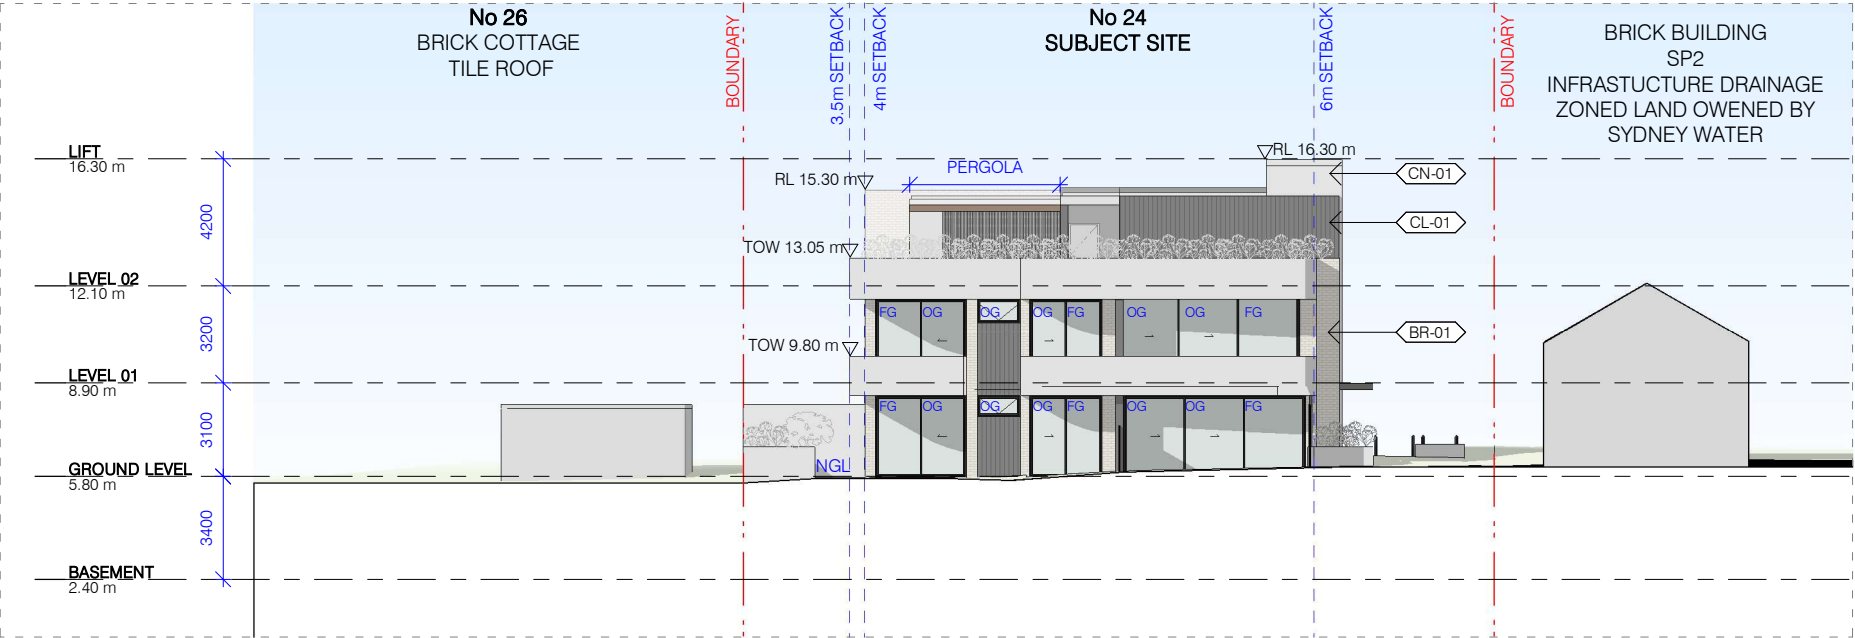 No 26
BRICK COTTAGE
TILE ROOF
BOUNDARY
3.5m SETBACK
4m SETBACK
No 24
SUBJECT SITE
6m SETBACK
BOUNDARY
BRICK BUILDING
SP2
INFRASTUCTURE DRAINAGE
ZONED LAND OWENED BY
SYDNEY WATER
LIFT
16.30 m
RL 16.30 m
PERGOLA
RL 15.30 m
CN-01
4200
CL-01
TOW 13.05 m
LEVEL 02
12.10 m
FG OG OG OG FG OG OG FG
3200
BR-01
TOW 9.80 m
LEVEL 01
8.90 m
FG OG OG OG FG OG OG FG
3100
NGL
GROUND LEVEL
5.80 m
3400
BASEMENT
2.40 m